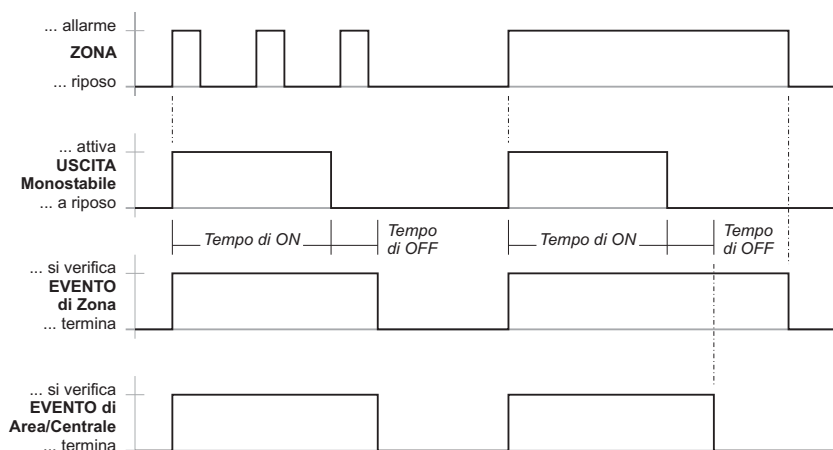 ... allarme
ZONA
... riposo
... attiva
USCITA
Monostabile
... a riposo
Tempo di ON
Tempo
di OFF
Tempo di ON
Tempo
di OFF
... si verifica
EVENTO
di Zona
... termina
... si verifica
EVENTO di
Area/Centrale
... termina